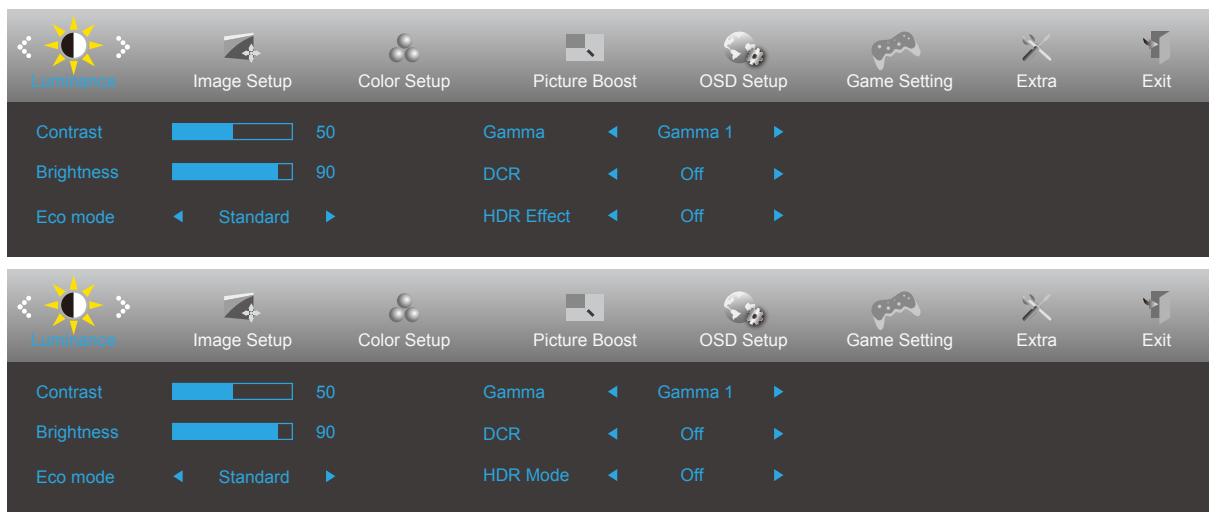 Luminance Image Setup Color Setup Picture Boost OSD Setup Game Setting Extra Exit
Contrast 50 Gamma Gamma 1
Brightness 90 DCR Off
Eco mode Standard HDR Effect Off
Luminance Image Setup Color Setup Picture Boost OSD Setup Game Setting Extra Exit
Contrast 50 Gamma Gamma 1
Brightness 90 DCR Off
Eco mode Standard HDR Mode Off